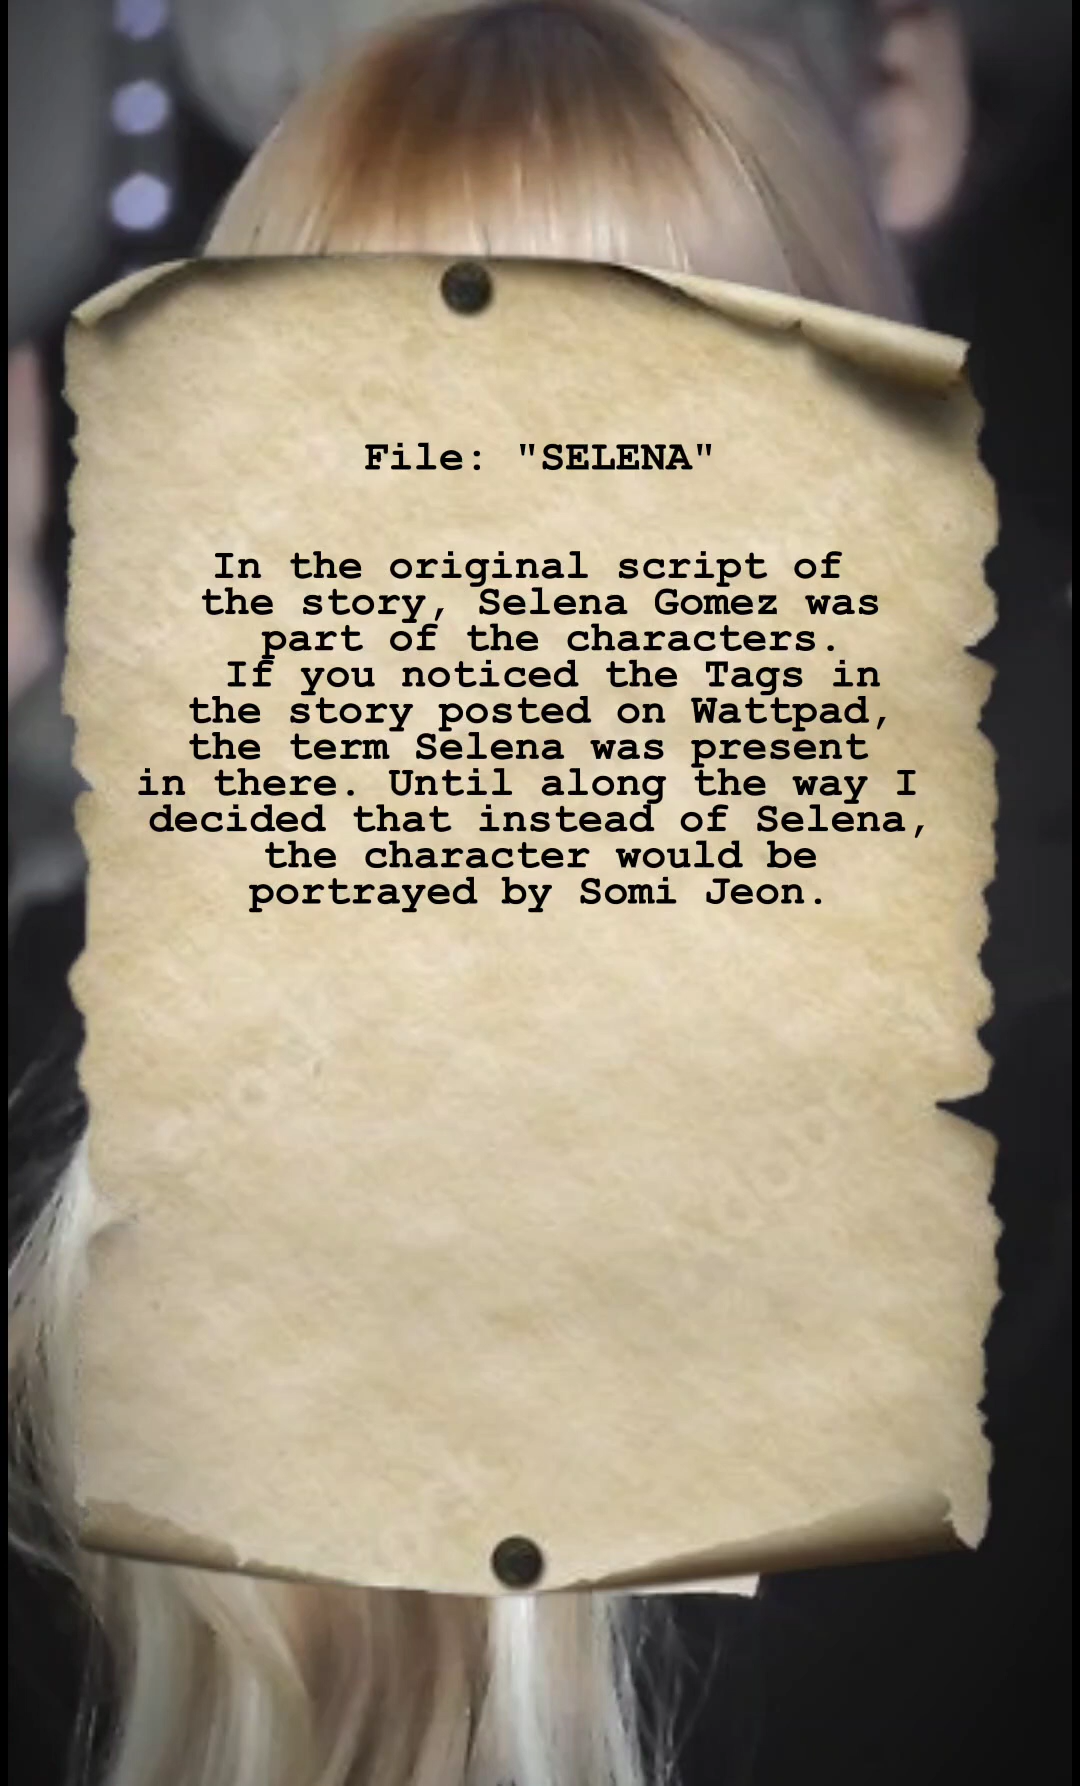 File: "SELENA"
In the original script of
the story, Selena Gomez was
part of the characters.
If you noticed the Tags in
the story posted on Wattpad,
the term Selena was present
in there. Until along the way I
decided that instead of Selena,
the character would be
portrayed by Somi Jeon.